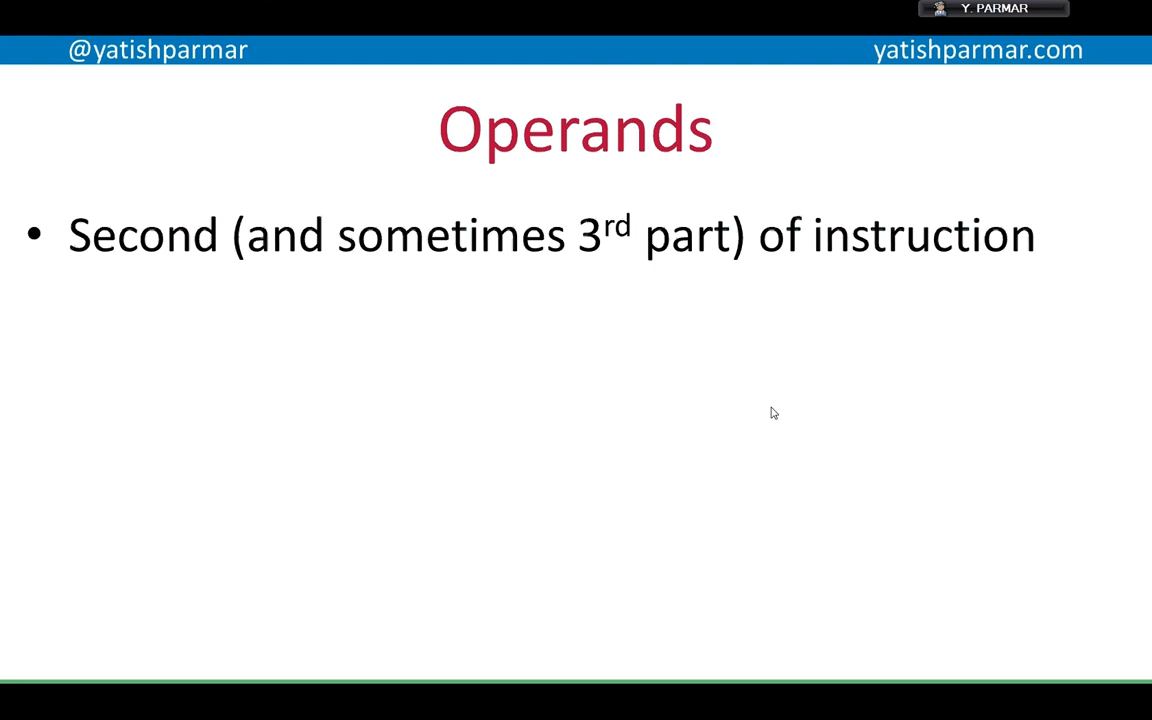 Y. PARMAR
@yatishparmar yatishparmar.com
Operands
• Second (and sometimes 3rd part) of instruction